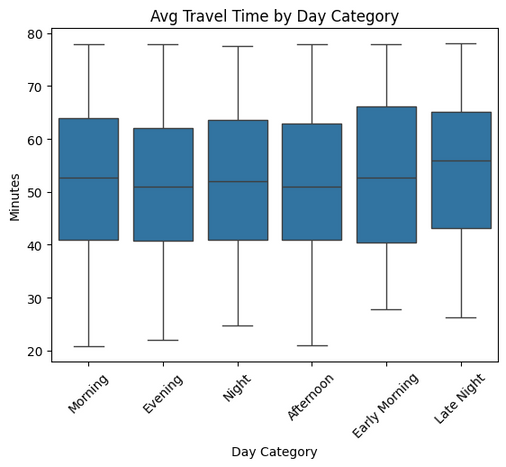 Avg Travel Time by Day Category
80
70
60
50
40
30
20
Minutes
Morning
Evening
Night
Afternoon
Early Morning
Late Night
Day Category